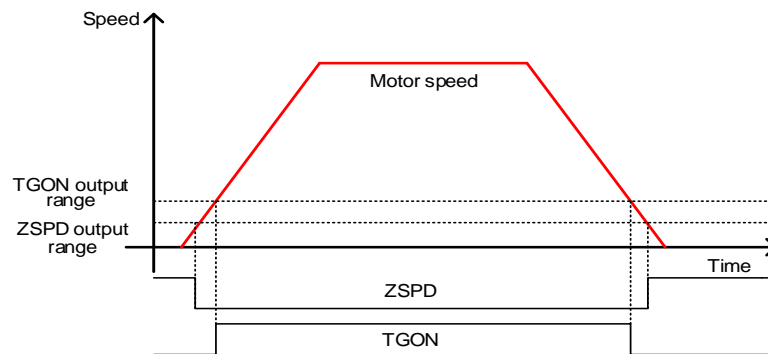 Speed
Motor speed
TGON output
range
ZSPD output
range
Time
ZSPD
TGON